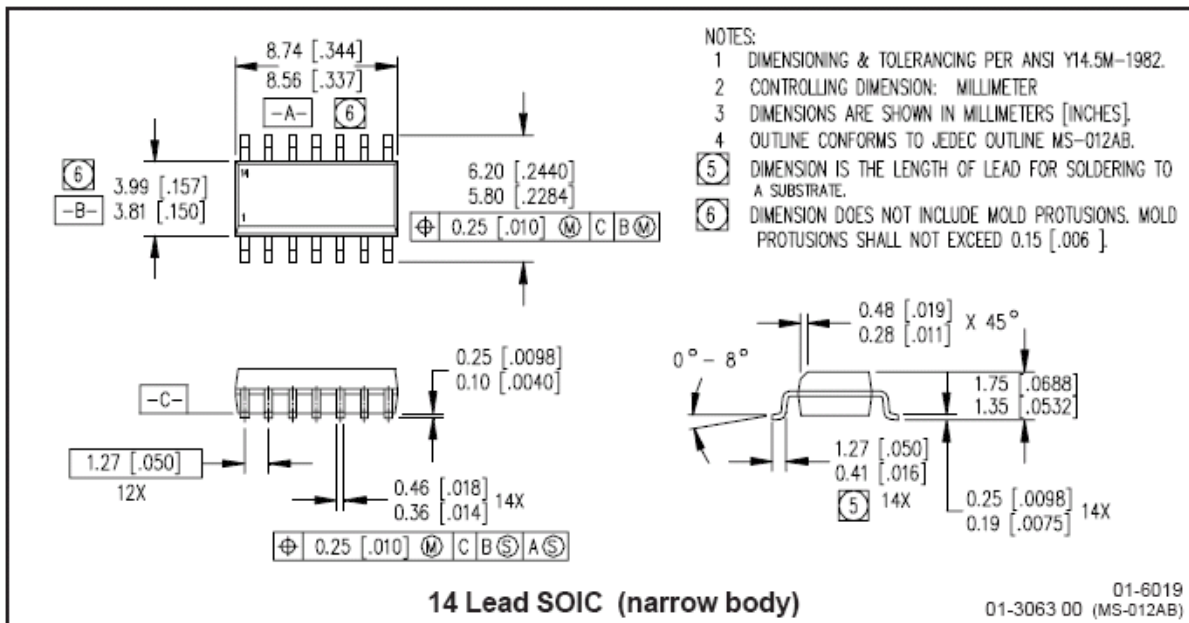 8.74 [.344]
8.56 [.337]
-A- 6
6
3.99 [.157]
3.81 [.150]
-B-
14
1
6.20 [.2440]
5.80 [.2284]
⌖ 0.25 [.010] Ⓜ C B Ⓜ
NOTES:
1 DIMENSIONING & TOLERANCING PER ANSI Y14.5M-1982.
2 CONTROLLING DIMENSION: MILLIMETER
3 DIMENSIONS ARE SHOWN IN MILLIMETERS [INCHES].
4 OUTLINE CONFORMS TO JEDEC OUTLINE MS-012AB.
5 DIMENSION IS THE LENGTH OF LEAD FOR SOLDERING TO
A SUBSTRATE.
6 DIMENSION DOES NOT INCLUDE MOLD PROTUSIONS. MOLD
PROTUSIONS SHALL NOT EXCEED 0.15 [.006 ].
-C-
0.25 [.0098]
0.10 [.0040]
1.27 [.050]
12X
0.46 [.018]
0.36 [.014] 14X
⌖ 0.25 [.010] Ⓜ C B Ⓢ A Ⓢ
0.48 [.019]
0.28 [.011] X 45°
0°- 8°
1.75 [.0688]
1.35 [.0532]
1.27 [.050]
0.41 [.016]
5 14X
0.25 [.0098]
0.19 [.0075] 14X
14 Lead SOIC (narrow body)
01-6019
01-3063 00 (MS-012AB)